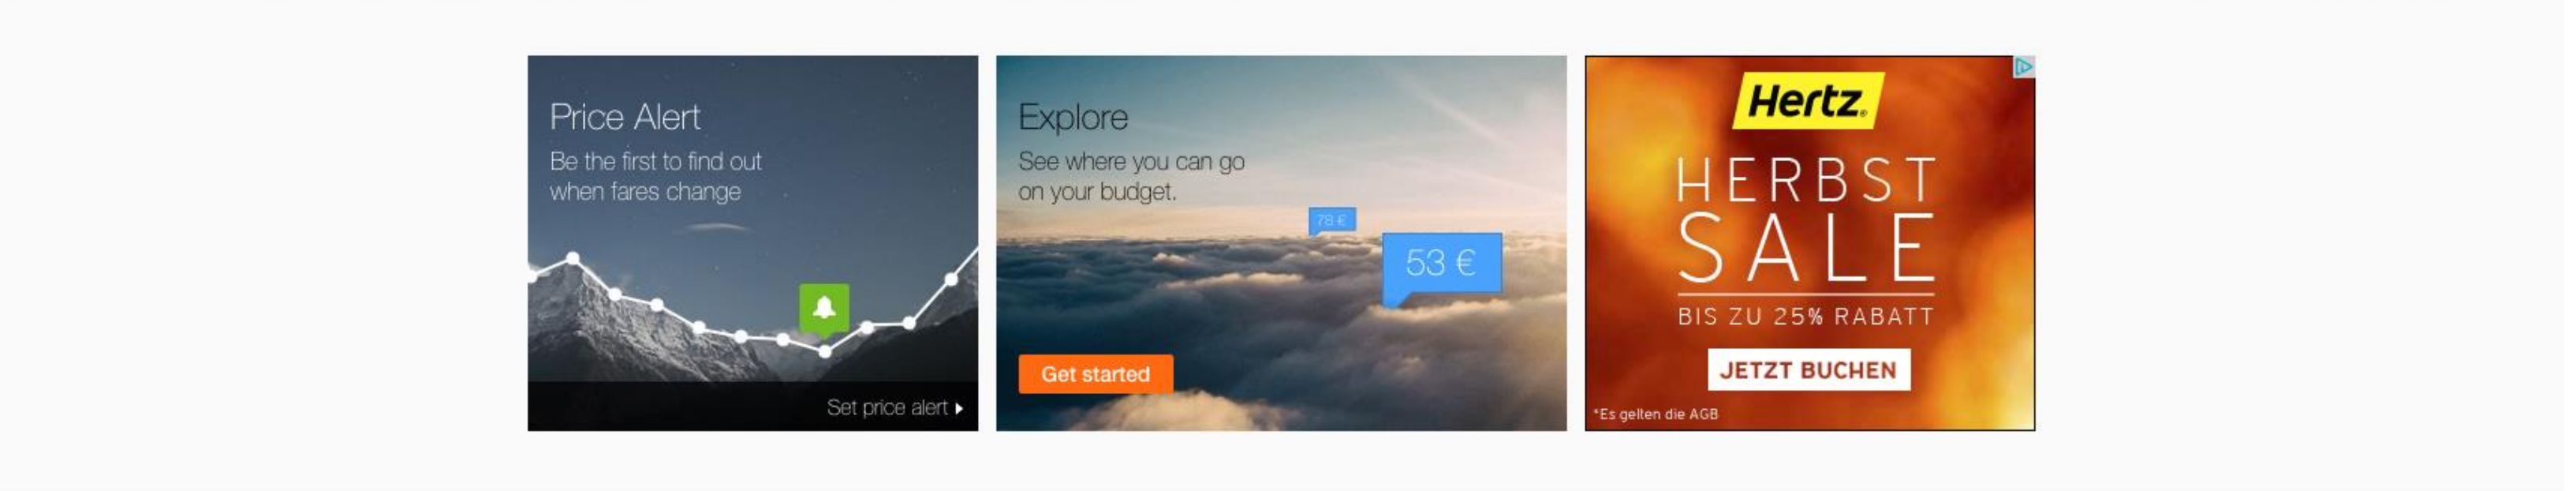 Price Alert
Be the first to find out
when fares change
Set price alert
Explore
See where you can go
on your budget.
78 €
53 €
Get started
Hertz®
HERBST
SALE
BIS ZU 25% RABATT
JETZT BUCHEN
*Es gelten die AGB